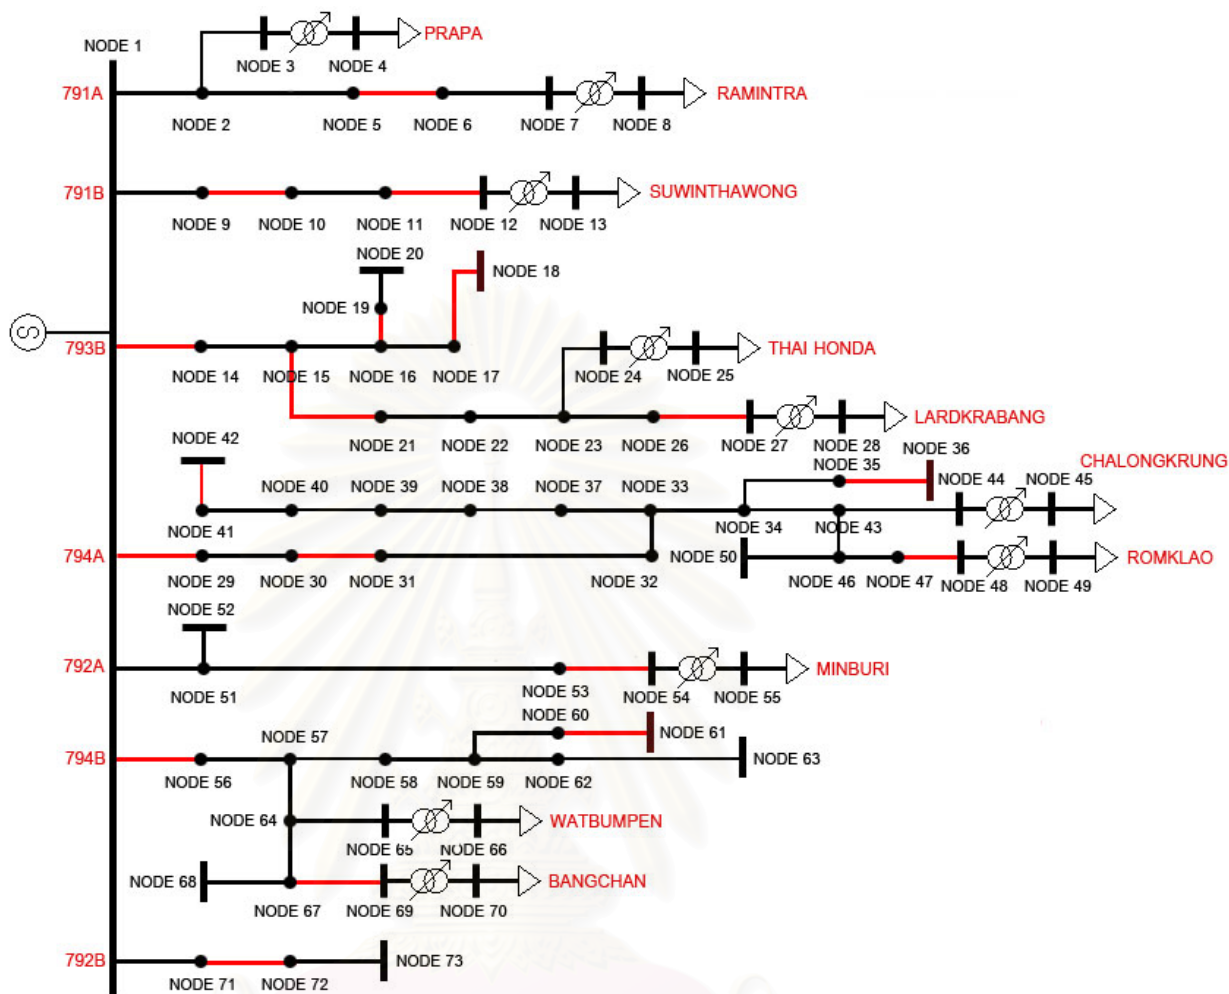 NODE 1
PRAPA
NODE 3
NODE 4
791A
RAMINTRA
NODE 2
NODE 5
NODE 6
NODE 7
NODE 8
791B
SUWINTHAWONG
NODE 9
NODE 10
NODE 11
NODE 12
NODE 13
NODE 20
NODE 18
NODE 19
S
793B
THAI HONDA
NODE 14
NODE 15
NODE 16
NODE 17
NODE 24
NODE 25
LARDKRABANG
NODE 21
NODE 22
NODE 23
NODE 26
NODE 27
NODE 28
NODE 36
NODE 42
NODE 35
CHALONGKRUNG
NODE 40
NODE 39
NODE 38
NODE 37
NODE 33
NODE 44
NODE 45
NODE 41
NODE 34
NODE 43
794A
NODE 50
ROMKLAO
NODE 29
NODE 30
NODE 31
NODE 32
NODE 46
NODE 47
NODE 48
NODE 49
NODE 52
792A
MINBURI
NODE 51
NODE 53
NODE 54
NODE 55
NODE 60
NODE 57
NODE 61
794B
NODE 63
NODE 56
NODE 58
NODE 59
NODE 62
NODE 64
WATBUMPEN
NODE 65
NODE 66
NODE 68
BANGCHAN
NODE 67
NODE 69
NODE 70
792B
NODE 73
NODE 71
NODE 72